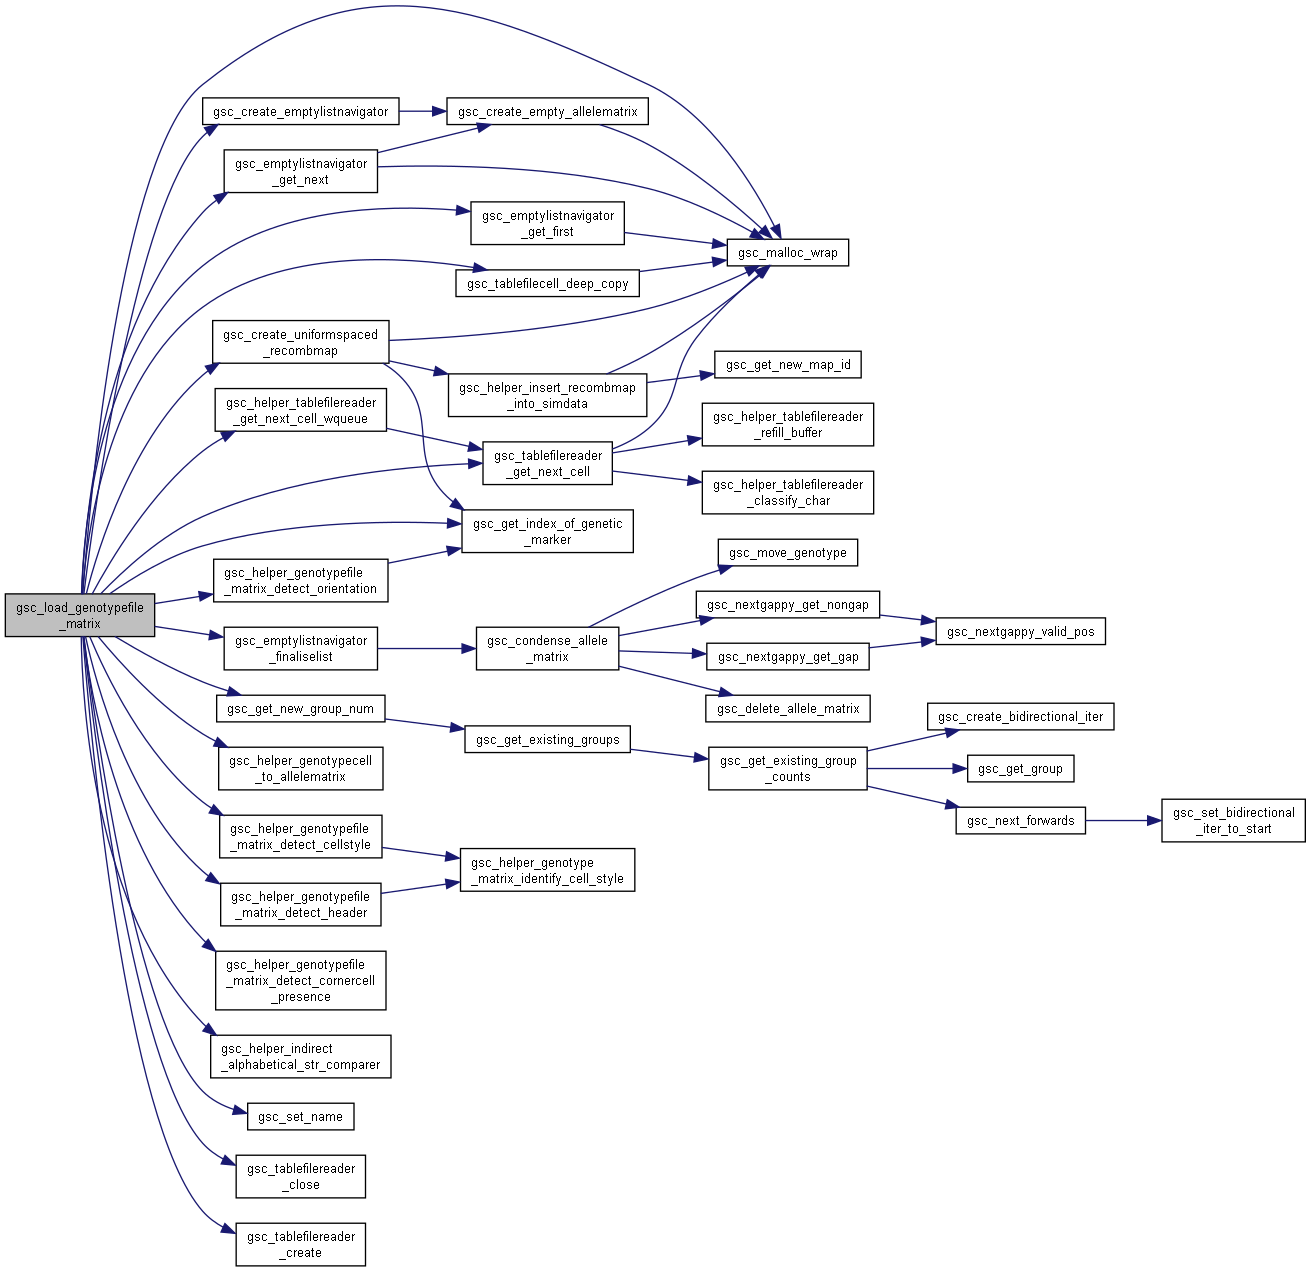 gsc_create_emptylistnavigator
gsc_create_empty_allelematrix
gsc_emptylistnavigator
_get_next
gsc_emptylistnavigator
_get_first
gsc_malloc_wrap
gsc_tablefilecell_deep_copy
gsc_create_uniformspaced
_recombmap
gsc_get_new_map_id
gsc_helper_insert_recombmap
_into_simdata
gsc_helper_tablefilereader
_get_next_cell_wqueue
gsc_helper_tablefilereader
_refill_buffer
gsc_tablefilereader
_get_next_cell
gsc_helper_tablefilereader
_classify_char
gsc_get_index_of_genetic
_marker
gsc_move_genotype
gsc_helper_genotypefile
_matrix_detect_orientation
gsc_load_genotypefile
_matrix
gsc_nextgappy_get_nongap
gsc_nextgappy_valid_pos
gsc_emptylistnavigator
_finaliselist
gsc_condense_allele
_matrix
gsc_nextgappy_get_gap
gsc_delete_allele_matrix
gsc_get_new_group_num
gsc_create_bidirectional_iter
gsc_get_existing_groups
gsc_helper_genotypecell
_to_allelematrix
gsc_get_existing_group
_counts
gsc_get_group
gsc_helper_genotypefile
_matrix_detect_cellstyle
gsc_next_forwards
gsc_set_bidirectional
_iter_to_start
gsc_helper_genotype
_matrix_identify_cell_style
gsc_helper_genotypefile
_matrix_detect_header
gsc_helper_genotypefile
_matrix_detect_cornercell
_presence
gsc_helper_indirect
_alphabetical_str_comparer
gsc_set_name
gsc_tablefilereader
_close
gsc_tablefilereader
_create